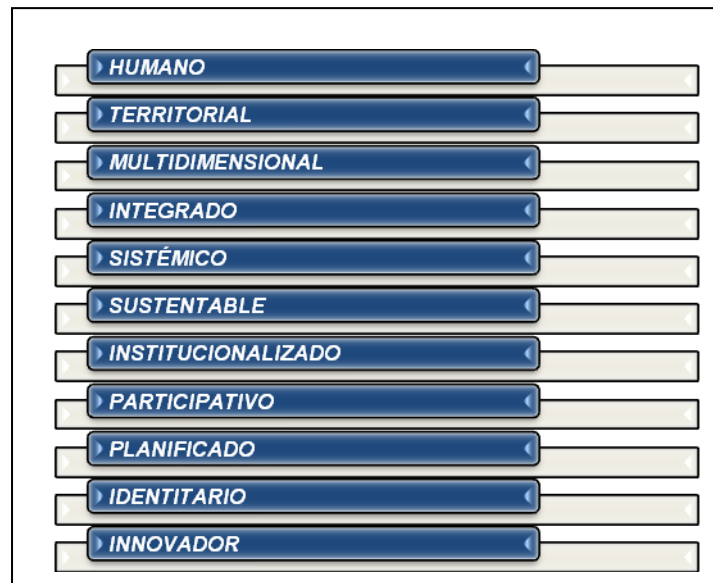 HUMANO
TERRITORIAL
MULTIDIMENSIONAL
INTEGRADO
SISTÉMICO
SUSTENTABLE
INSTITUCIONALIZADO
PARTICIPATIVO
PLANIFICADO
IDENTITARIO
INNOVADOR